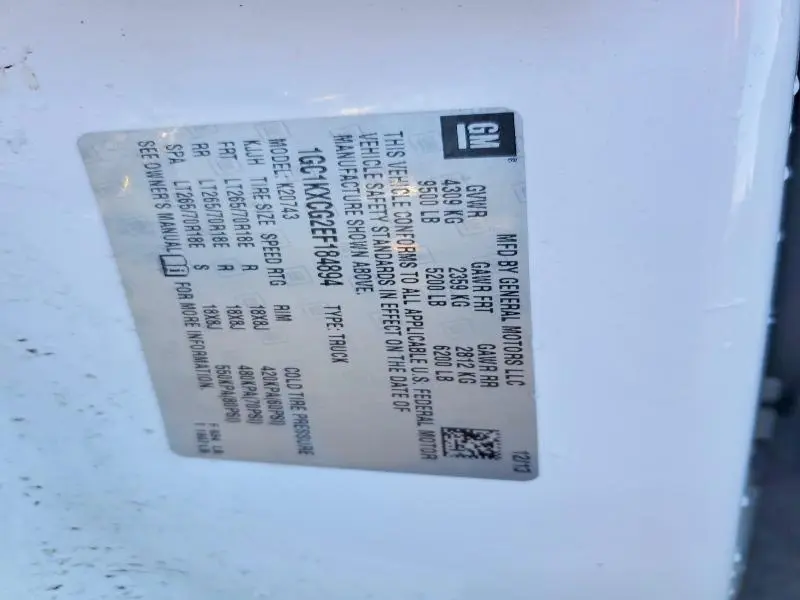 GM
MFD BY GENERAL MOTORS LLC 12/13
GVWR GAWR FRT GAWR RR
4309 KG 2359 KG 2812 KG
9500 LB 5200 LB 6200 LB
THIS VEHICLE CONFORMS TO ALL APPLICABLE U.S. FEDERAL MOTOR
VEHICLE SAFETY STANDARDS IN EFFECT ON THE DATE OF
MANUFACTURE SHOWN ABOVE.
1GC1KXCG2EF184894 TYPE: TRUCK
MODEL: K20743
KJJH TIRE SIZE SPEED RTG RIM COLD TIRE PRESSURE
FRT LT265/70R18E R 18X8J 420KPA(60PSI)
RR LT265/70R18E R 18X8J 480KPA(70PSI)
SPA LT265/70R18E S 18X8J 550KPA(80PSI)
SEE OWNER'S MANUAL FOR MORE INFORMATION.